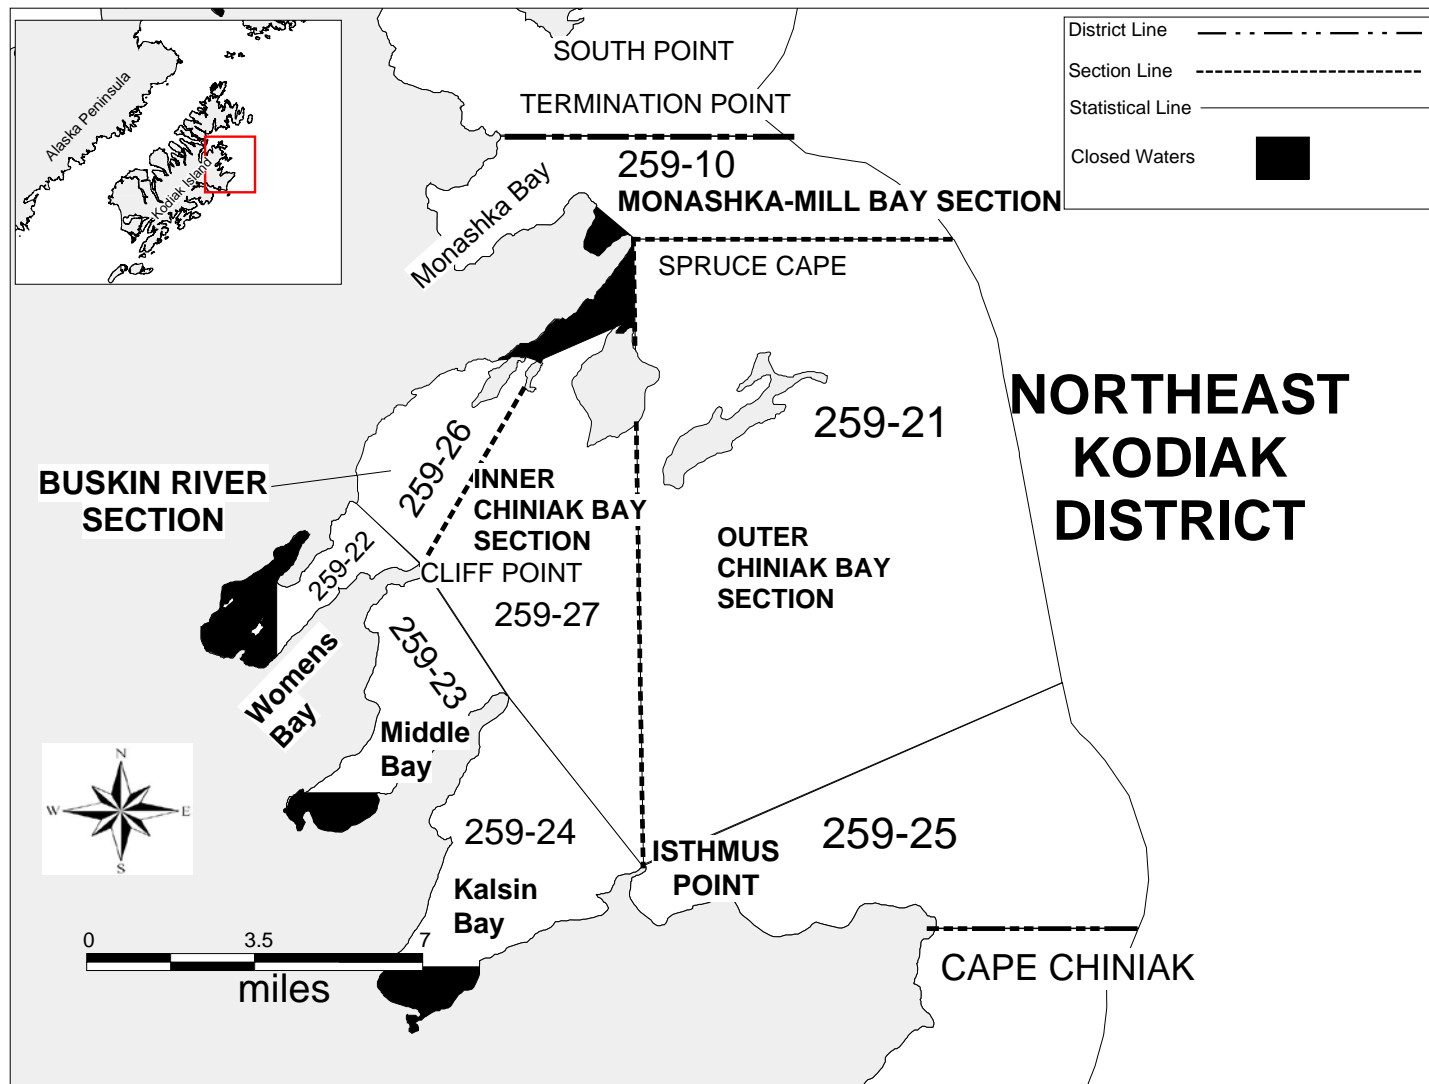 Alaska Peninsula
Kodiak Island
District Line
Section Line
Statistical Line
Closed Waters
SOUTH POINT
TERMINATION POINT
259-10
MONASHKA-MILL BAY SECTION
Monashka Bay
SPRUCE CAPE
NORTHEAST
KODIAK
DISTRICT
259-21
259-26
BUSKIN RIVER
SECTION
INNER
CHINIAK BAY
SECTION
OUTER
CHINIAK BAY
SECTION
259-22
CLIFF POINT
259-27
259-23
Womens
Bay
Middle
Bay
N
W
E
S
259-24
259-25
ISTHMUS
POINT
Kalsin
Bay
0
3.5
7
miles
CAPE CHINIAK